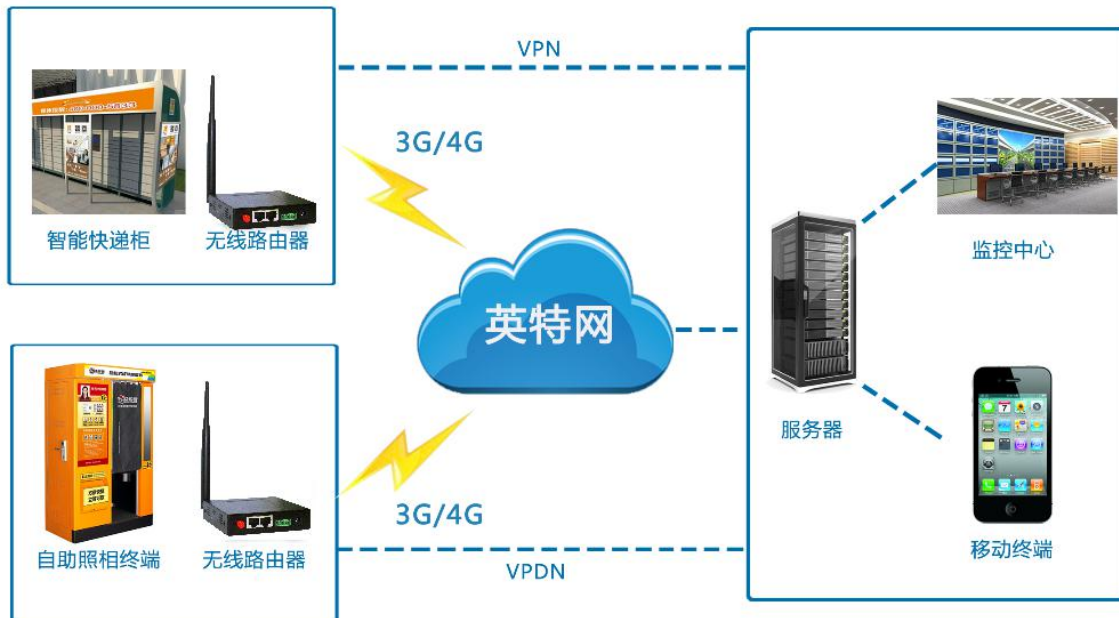 VPN
3G/4G
智能快递柜
无线路由器
监控中心
英特网
服务器
3G/4G
自助照相终端
无线路由器
移动终端
VPDN